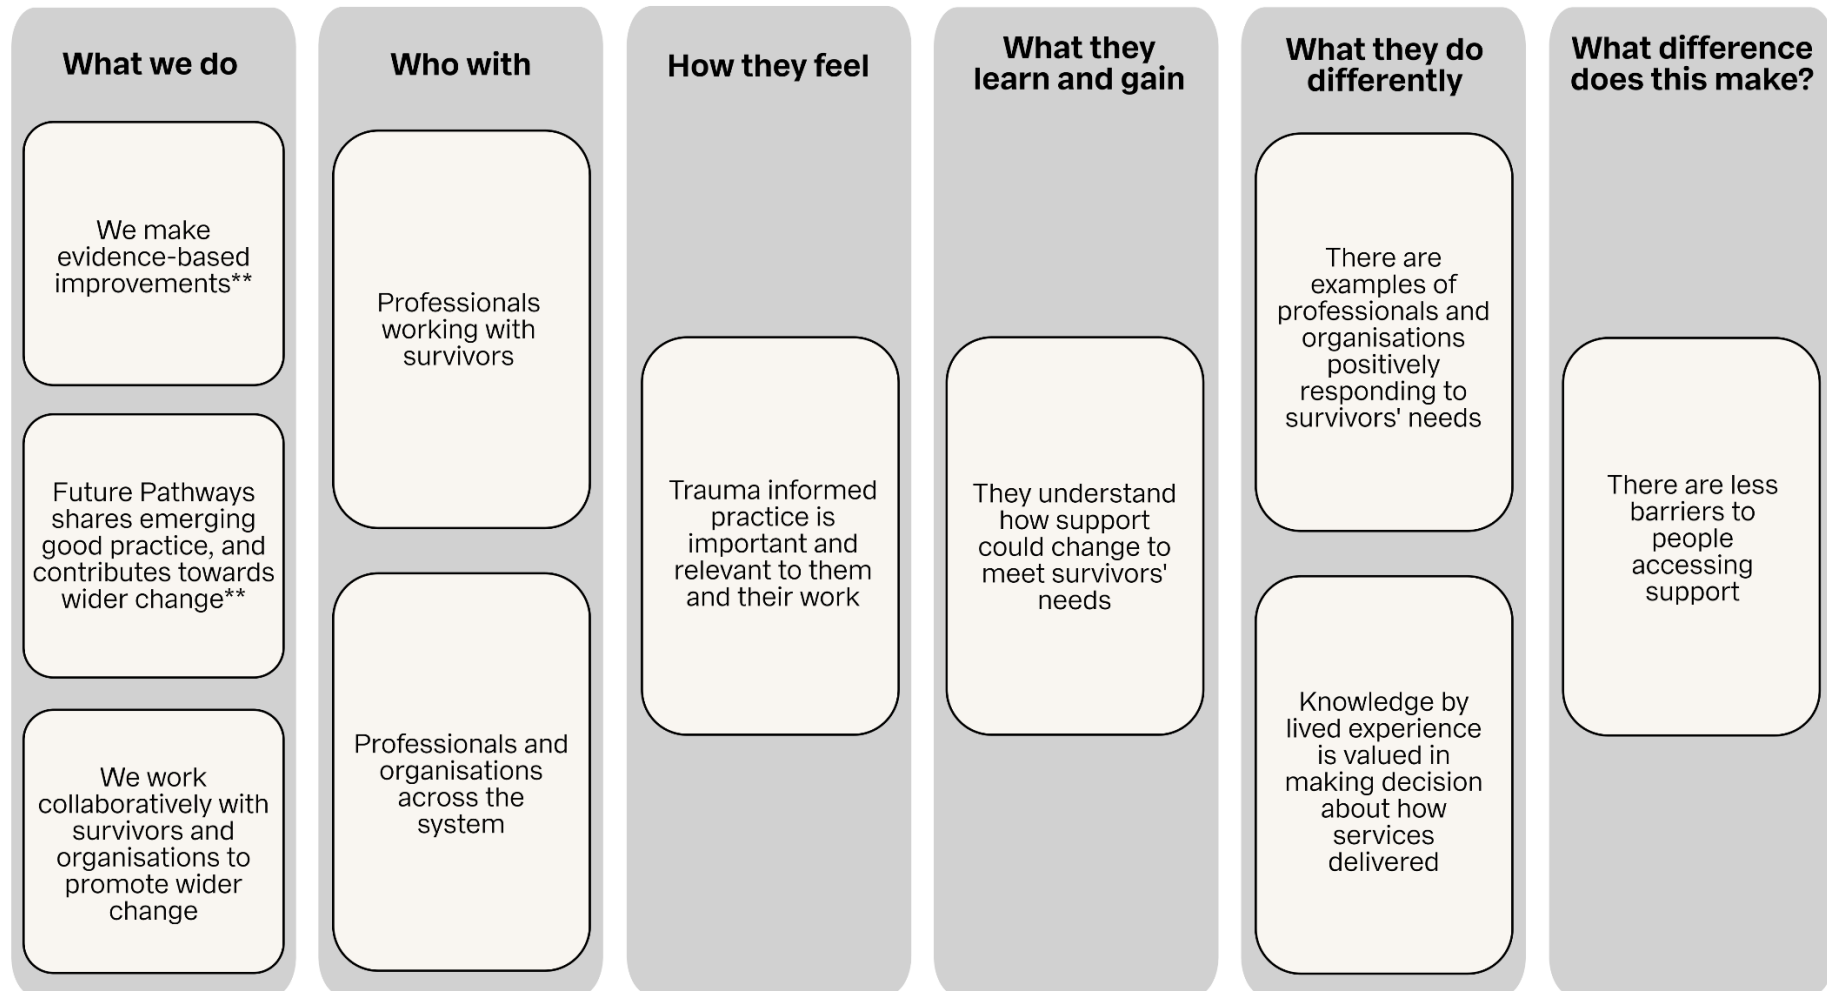 What we do
We make
evidence-based
improvements**
Future Pathways
shares emerging
good practice, and
contributes towards
wider change**
We work
collaboratively with
survivors and
organisations to
promote wider
change
Who with
Professionals
working with
survivors
Professionals and
organisations
across the
system
How they feel
Trauma informed
practice is
important and
relevant to them
and their work
What they
learn and gain
They understand
how support
could change to
meet survivors'
needs
What they do
differently
There are
examples of
professionals and
organisations
positively
responding to
survivors' needs
Knowledge by
lived experience
is valued in
making decision
about how
services
delivered
What difference
does this make?
There are less
barriers to
people
accessing
support